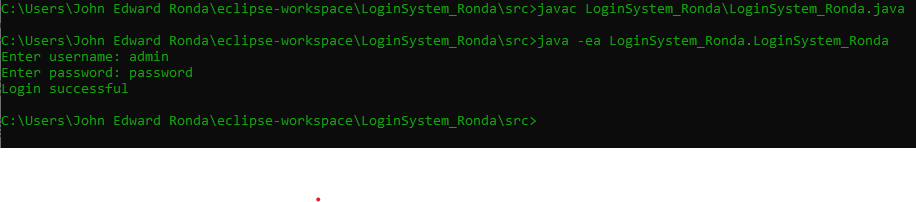 C:\Users\John Edward Ronda\eclipse-workspace\LoginSystem_Ronda\src>javac LoginSystem_Ronda\LoginSystem_Ronda.java
C:\Users\John Edward Ronda\eclipse-workspace\LoginSystem_Ronda\src>java -ea LoginSystem_Ronda.LoginSystem_Ronda
Enter username: admin
Enter password: password
Login successful
C:\Users\John Edward Ronda\eclipse-workspace\LoginSystem_Ronda\src>